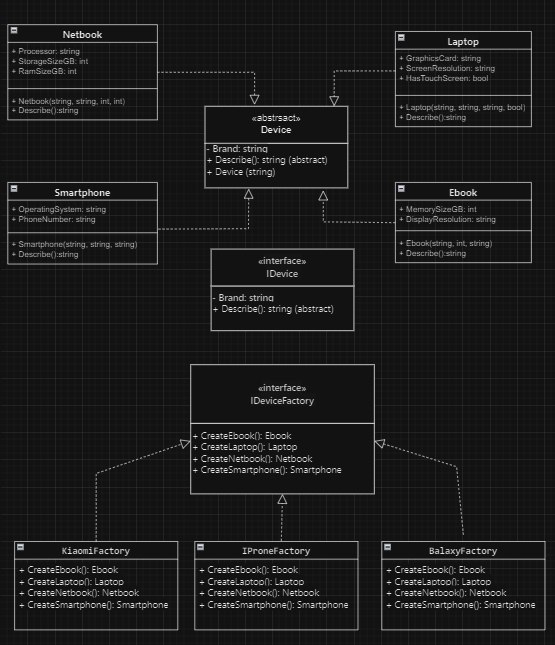 Netbook
+ Processor: string
+ StorageSizeGB: int
+ RamSizeGB: int
+ Netbook(string, string, int, int)
+ Describe():string
Laptop
+ GraphicsCard: string
+ ScreenResolution: string
+ HasTouchScreen: bool
+ Laptop(string, string, string, bool)
+ Describe():string
«abstrsact»
Device
- Brand: string
+ Describe(): string (abstract)
+ Device (string)
Smartphone
+ OperatingSystem: string
+ PhoneNumber: string
+ Smartphone(string, string, string)
+ Describe():string
Ebook
+ MemorySizeGB: int
+ DisplayResolution: string
+ Ebook(string, int, string)
+ Describe():string
«interface»
IDevice
- Brand: string
+ Describe(): string (abstract)
«interface»
IDeviceFactory
+ CreateEbook(): Ebook
+ CreateLaptop(): Laptop
+ CreateNetbook(): Netbook
+ CreateSmartphone(): Smartphone
KiaomiFactory
+ CreateEbook(): Ebook
+ CreateLaptop(): Laptop
+ CreateNetbook(): Netbook
+ CreateSmartphone(): Smartphone
IProneFactory
+ CreateEbook(): Ebook
+ CreateLaptop(): Laptop
+ CreateNetbook(): Netbook
+ CreateSmartphone(): Smartphone
BalaxyFactory
+ CreateEbook(): Ebook
+ CreateLaptop(): Laptop
+ CreateNetbook(): Netbook
+ CreateSmartphone(): Smartphone